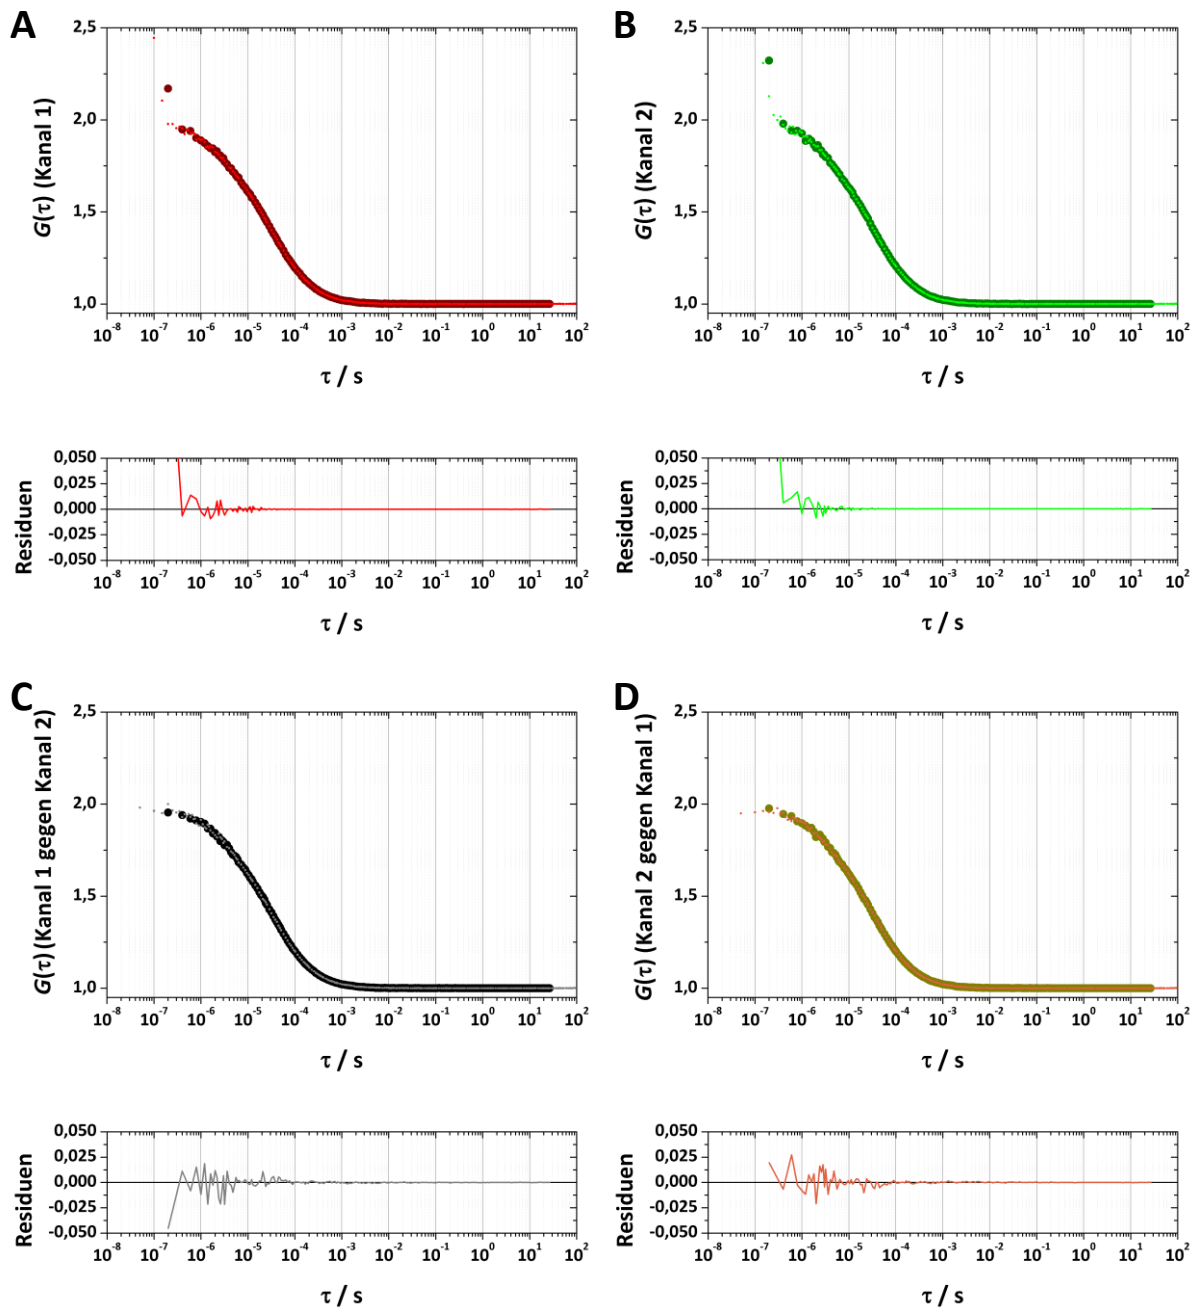 A
2,5
2,0
1,5
1,0
G(τ) (Kanal 1)
10⁻⁸ 10⁻⁷ 10⁻⁶ 10⁻⁵ 10⁻⁴ 10⁻³ 10⁻² 10⁻¹ 10⁰ 10¹ 10²
τ / s
0,050
0,025
0,000
-0,025
-0,050
Residuen
10⁻⁸ 10⁻⁷ 10⁻⁶ 10⁻⁵ 10⁻⁴ 10⁻³ 10⁻² 10⁻¹ 10⁰ 10¹ 10²
τ / s
B
2,5
2,0
1,5
1,0
G(τ) (Kanal 2)
10⁻⁸ 10⁻⁷ 10⁻⁶ 10⁻⁵ 10⁻⁴ 10⁻³ 10⁻² 10⁻¹ 10⁰ 10¹ 10²
τ / s
0,050
0,025
0,000
-0,025
-0,050
Residuen
10⁻⁸ 10⁻⁷ 10⁻⁶ 10⁻⁵ 10⁻⁴ 10⁻³ 10⁻² 10⁻¹ 10⁰ 10¹ 10²
τ / s
C
2,5
2,0
1,5
1,0
G(τ) (Kanal 1 gegen Kanal 2)
10⁻⁸ 10⁻⁷ 10⁻⁶ 10⁻⁵ 10⁻⁴ 10⁻³ 10⁻² 10⁻¹ 10⁰ 10¹ 10²
τ / s
0,050
0,025
0,000
-0,025
-0,050
Residuen
10⁻⁸ 10⁻⁷ 10⁻⁶ 10⁻⁵ 10⁻⁴ 10⁻³ 10⁻² 10⁻¹ 10⁰ 10¹ 10²
τ / s
D
2,5
2,0
1,5
1,0
G(τ) (Kanal 2 gegen Kanal 1)
10⁻⁸ 10⁻⁷ 10⁻⁶ 10⁻⁵ 10⁻⁴ 10⁻³ 10⁻² 10⁻¹ 10⁰ 10¹ 10²
τ / s
0,050
0,025
0,000
-0,025
-0,050
Residuen
10⁻⁸ 10⁻⁷ 10⁻⁶ 10⁻⁵ 10⁻⁴ 10⁻³ 10⁻² 10⁻¹ 10⁰ 10¹ 10²
τ / s